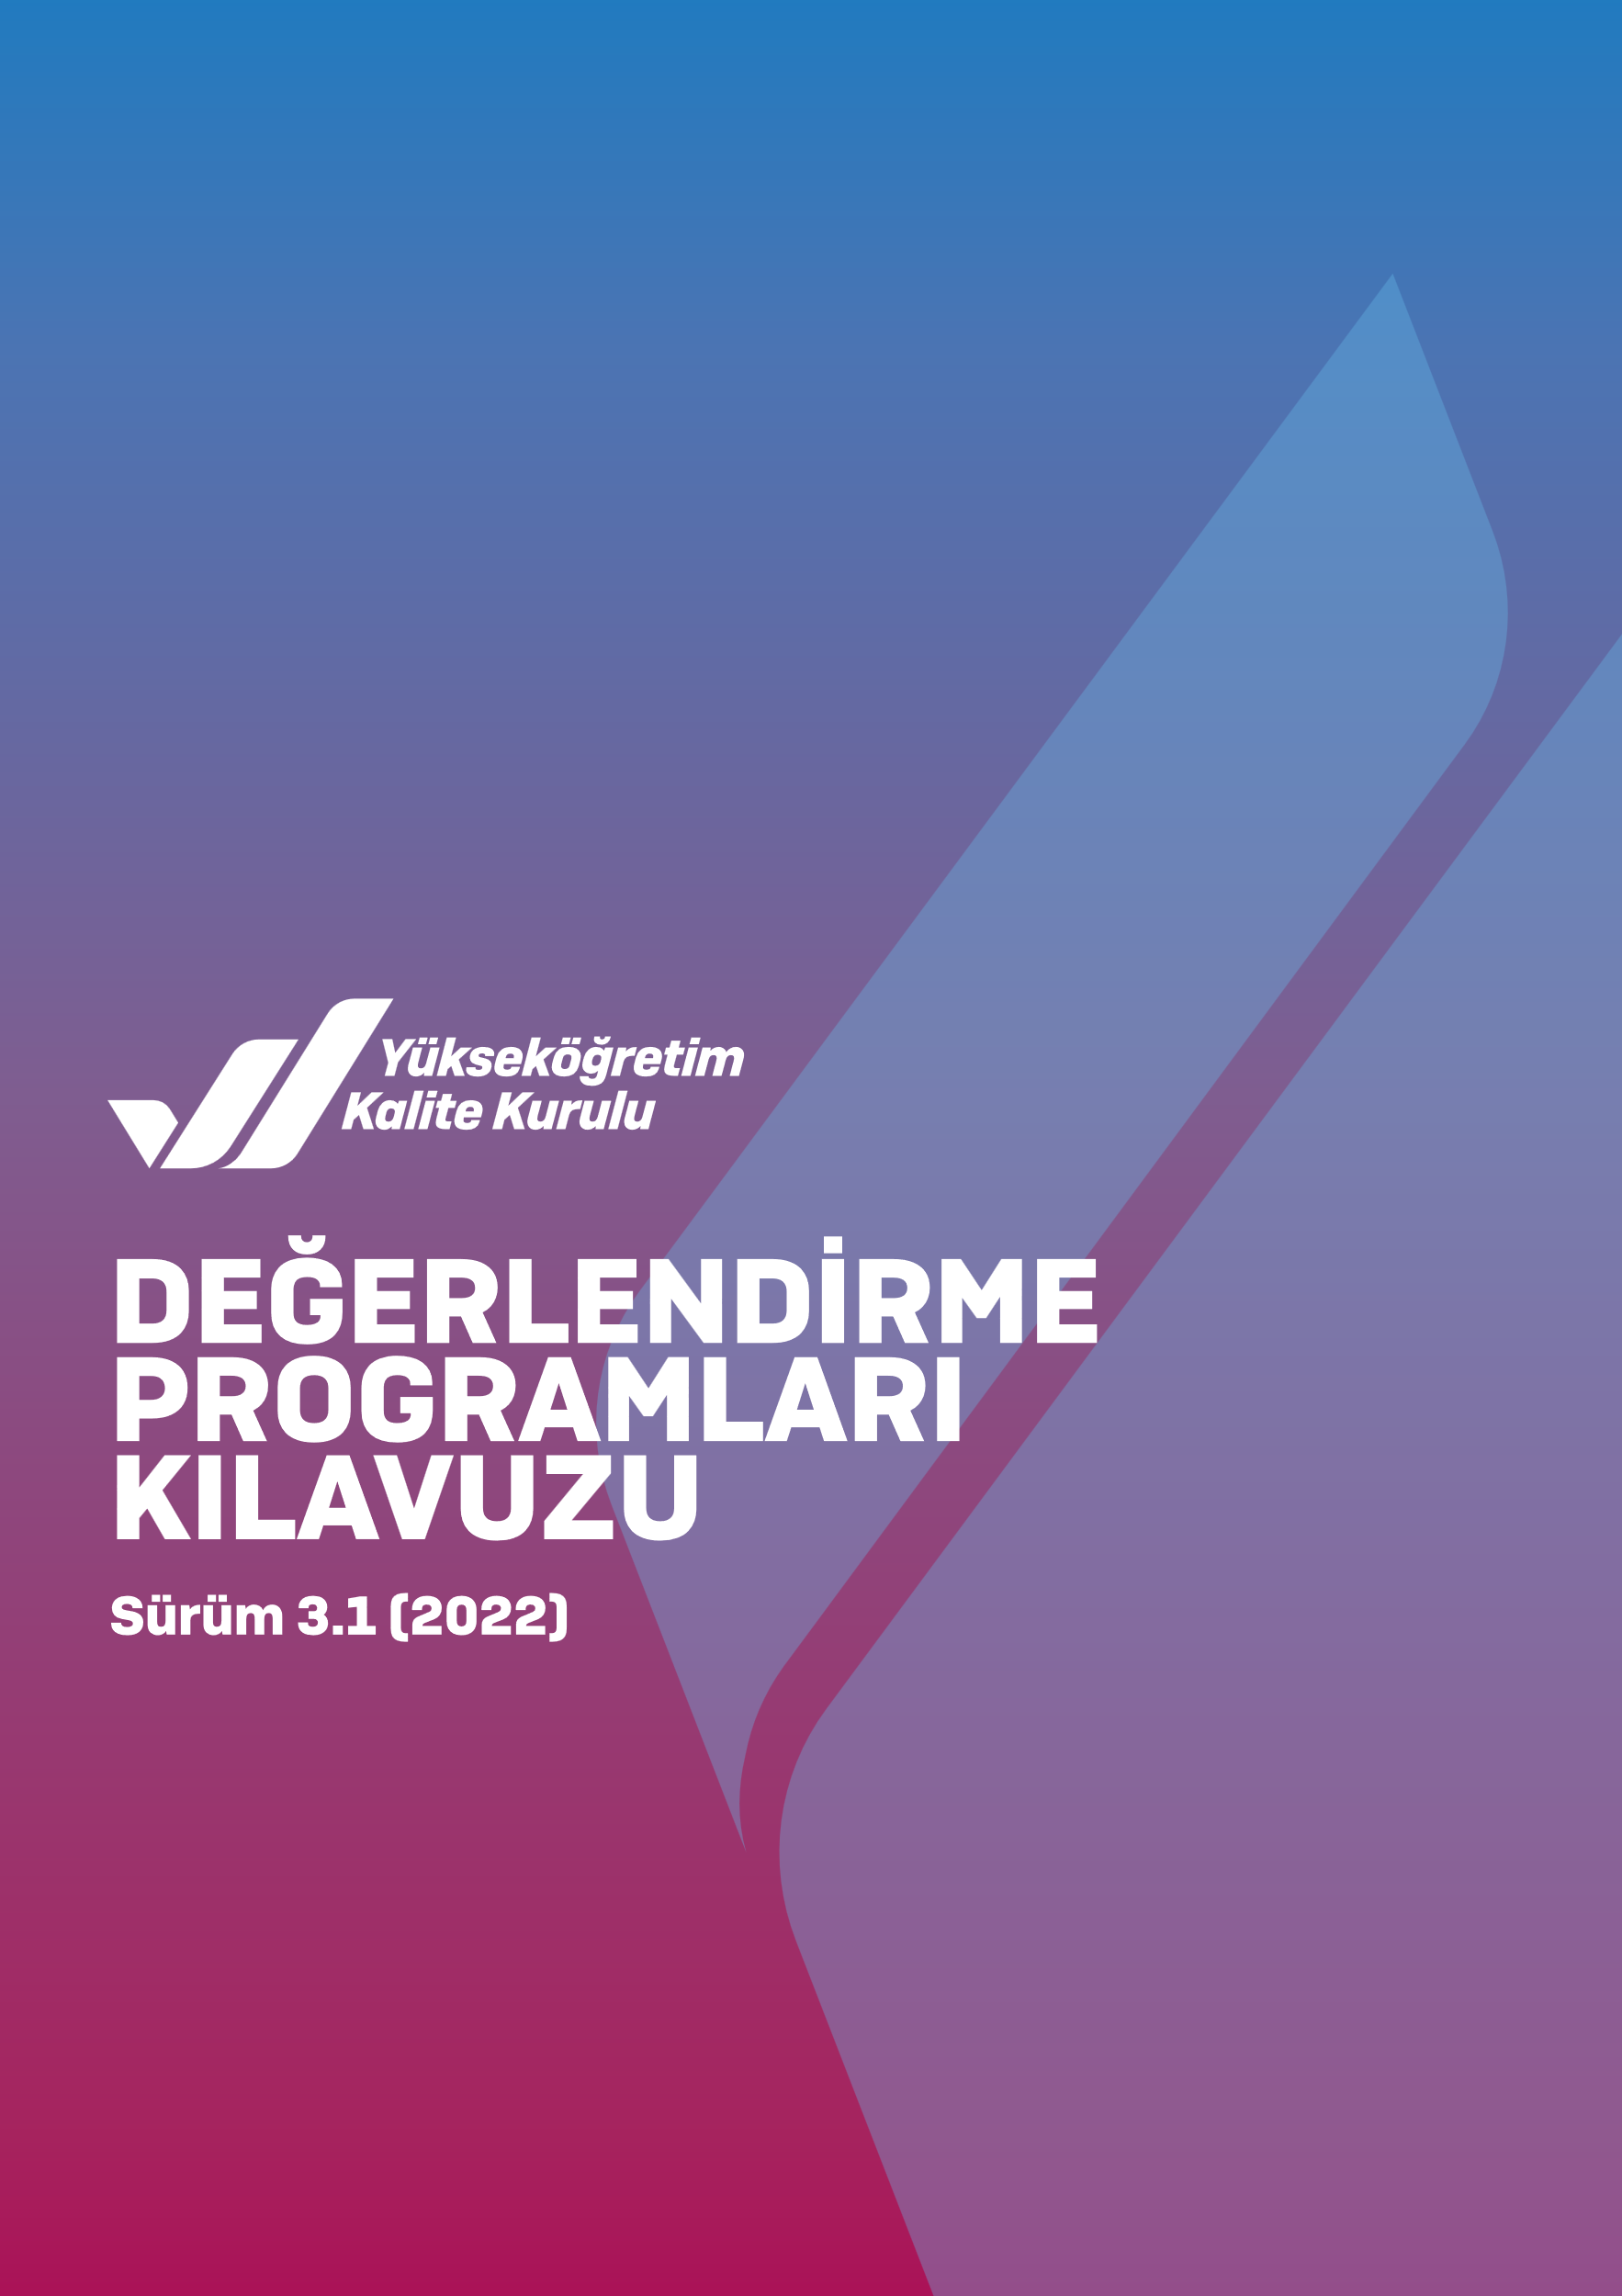 Yükseköğretim
Kalite Kurulu
DEĞERLENDİRME
PROGRAMLARI
KILAVUZU
Sürüm 3.1 (2022)